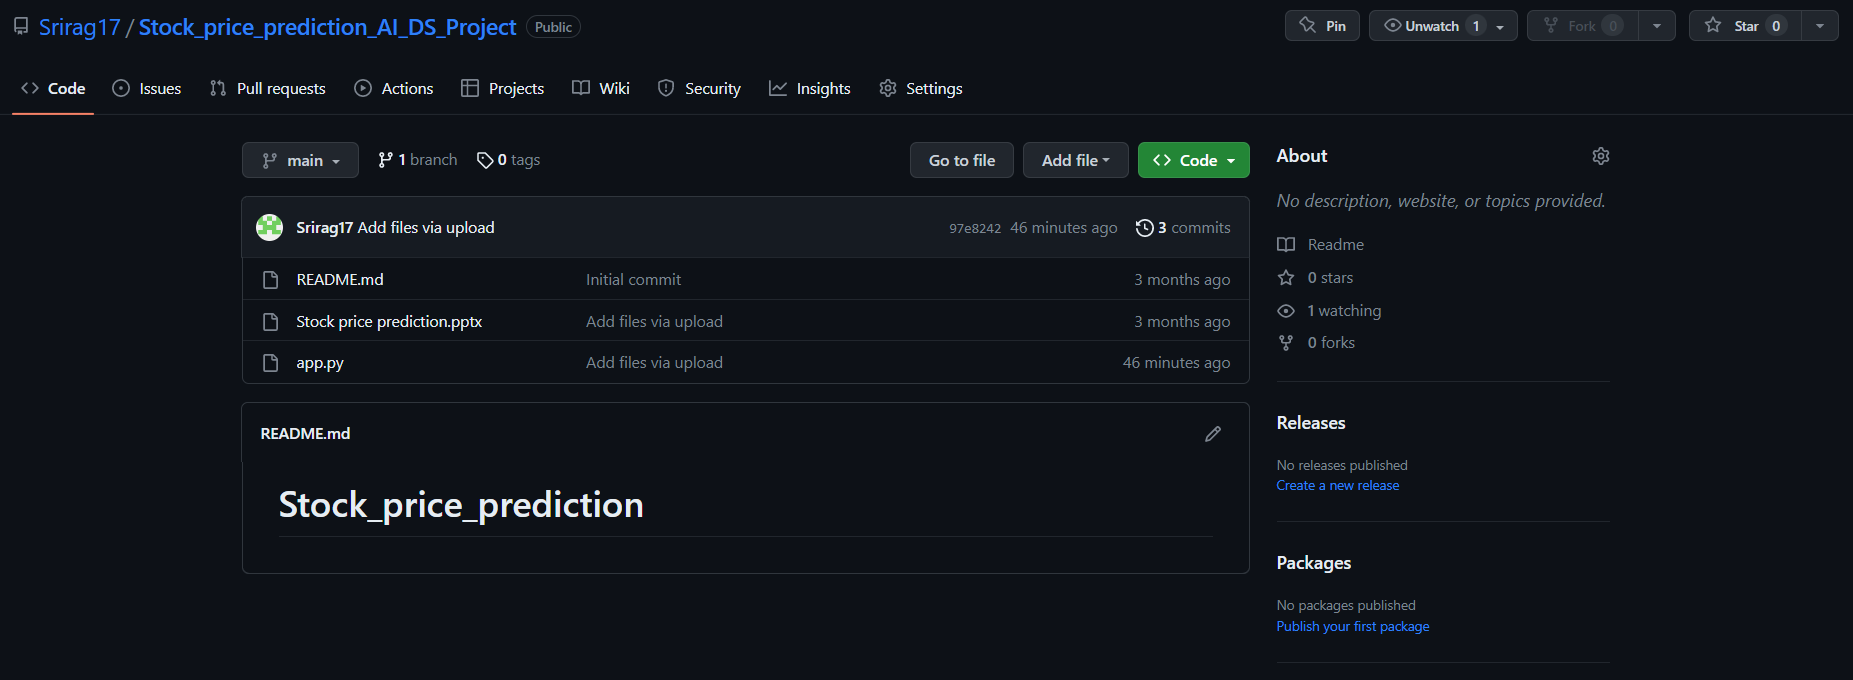 Srirag17 / Stock_price_prediction_AI_DS_Project Public
Pin Unwatch 1 Fork 0 Star 0
Code Issues Pull requests Actions Projects Wiki Security Insights Settings
main 1 branch 0 tags Go to file Add file Code
Srirag17 Add files via upload 97e8242 46 minutes ago 3 commits
README.md Initial commit 3 months ago
Stock price prediction.pptx Add files via upload 3 months ago
app.py Add files via upload 46 minutes ago
README.md
Stock_price_prediction
About
No description, website, or topics provided.
Readme
0 stars
1 watching
0 forks
Releases
No releases published
Create a new release
Packages
No packages published
Publish your first package